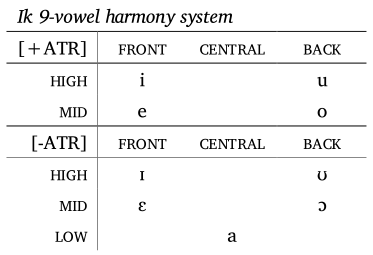 Ik 9-vowel harmony system
[+ATR] FRONT CENTRAL BACK
HIGH i u
MID e o
[-ATR] FRONT CENTRAL BACK
HIGH ɪ ʊ
MID ɛ ɔ
LOW a